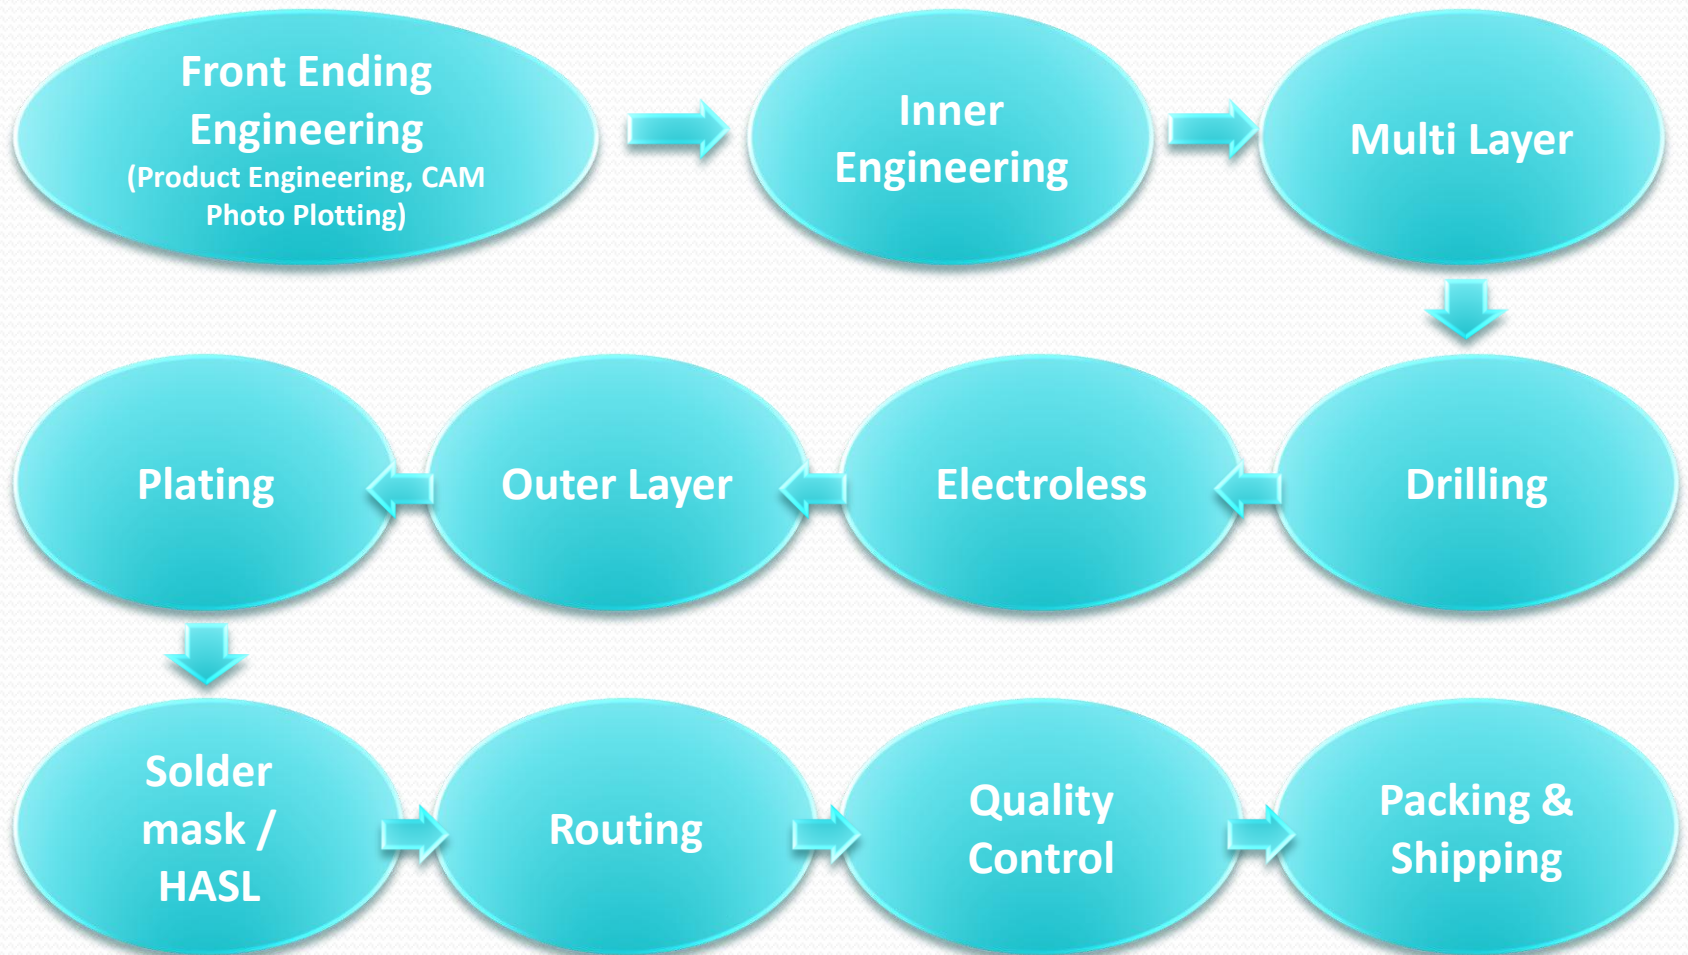 Front Ending
Engineering
(Product Engineering, CAM
Photo Plotting)
Inner
Engineering
Multi Layer
Plating
Outer Layer
Electroless
Drilling
Solder
mask /
HASL
Routing
Quality
Control
Packing &
Shipping